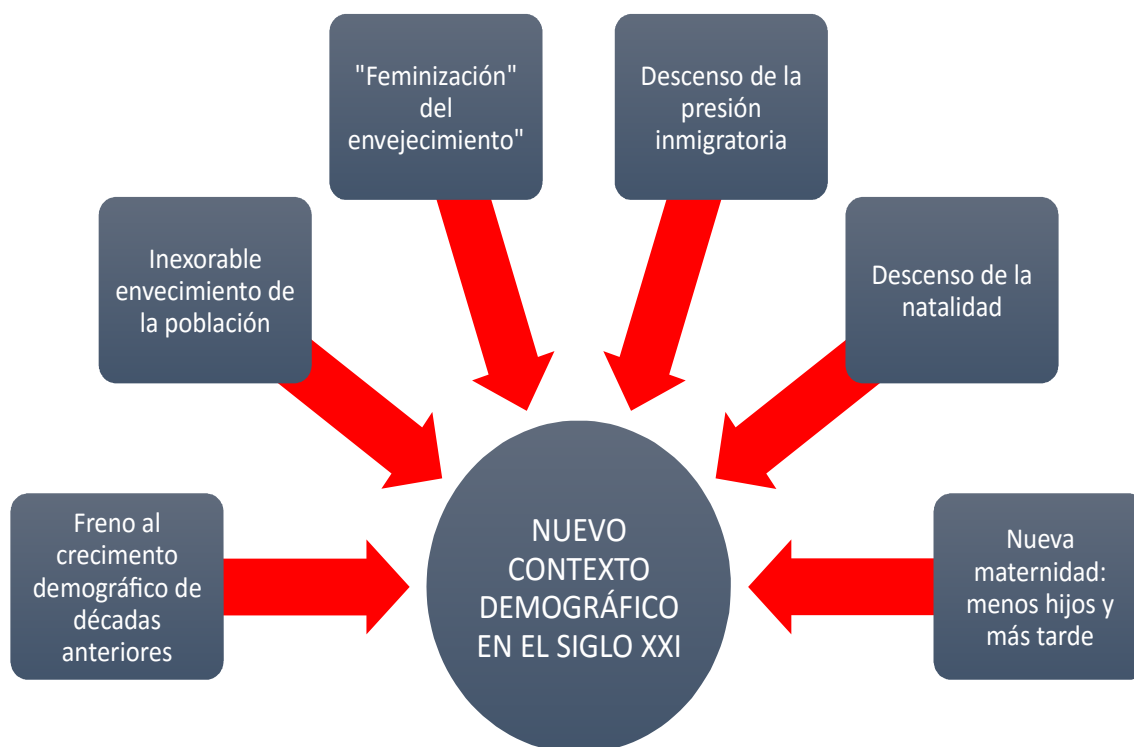 "Feminización"
del
envejecimiento"
Descenso de la
presión
inmigratoria
Inexorable
envecimiento de
la población
Descenso de la
natalidad
Freno al
crecimento
demográfico de
décadas
anteriores
NUEVO
CONTEXTO
DEMOGRÁFICO
EN EL SIGLO XXI
Nueva
maternidad:
menos hijos y
más tarde